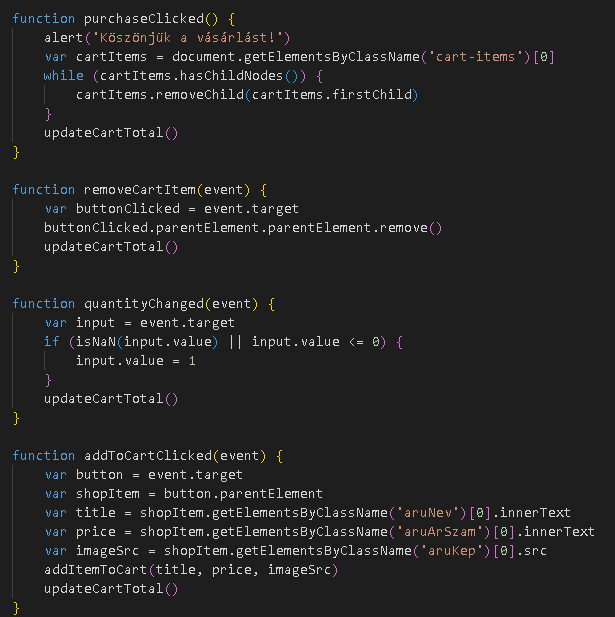 function purchaseClicked() {
    alert('Köszönjük a vásárlást!')
    var cartItems = document.getElementsByClassName('cart-items')[0]
    while (cartItems.hasChildNodes()) {
        cartItems.removeChild(cartItems.firstChild)
    }
    updateCartTotal()
}

function removeCartItem(event) {
    var buttonClicked = event.target
    buttonClicked.parentElement.parentElement.remove()
    updateCartTotal()
}

function quantityChanged(event) {
    var input = event.target
    if (isNaN(input.value) || input.value <= 0) {
        input.value = 1
    }
    updateCartTotal()
}

function addToCartClicked(event) {
    var button = event.target
    var shopItem = button.parentElement
    var title = shopItem.getElementsByClassName('aruNev')[0].innerText
    var price = shopItem.getElementsByClassName('aruArSzam')[0].innerText
    var imageSrc = shopItem.getElementsByClassName('aruKep')[0].src
    addItemToCart(title, price, imageSrc)
    updateCartTotal()
}